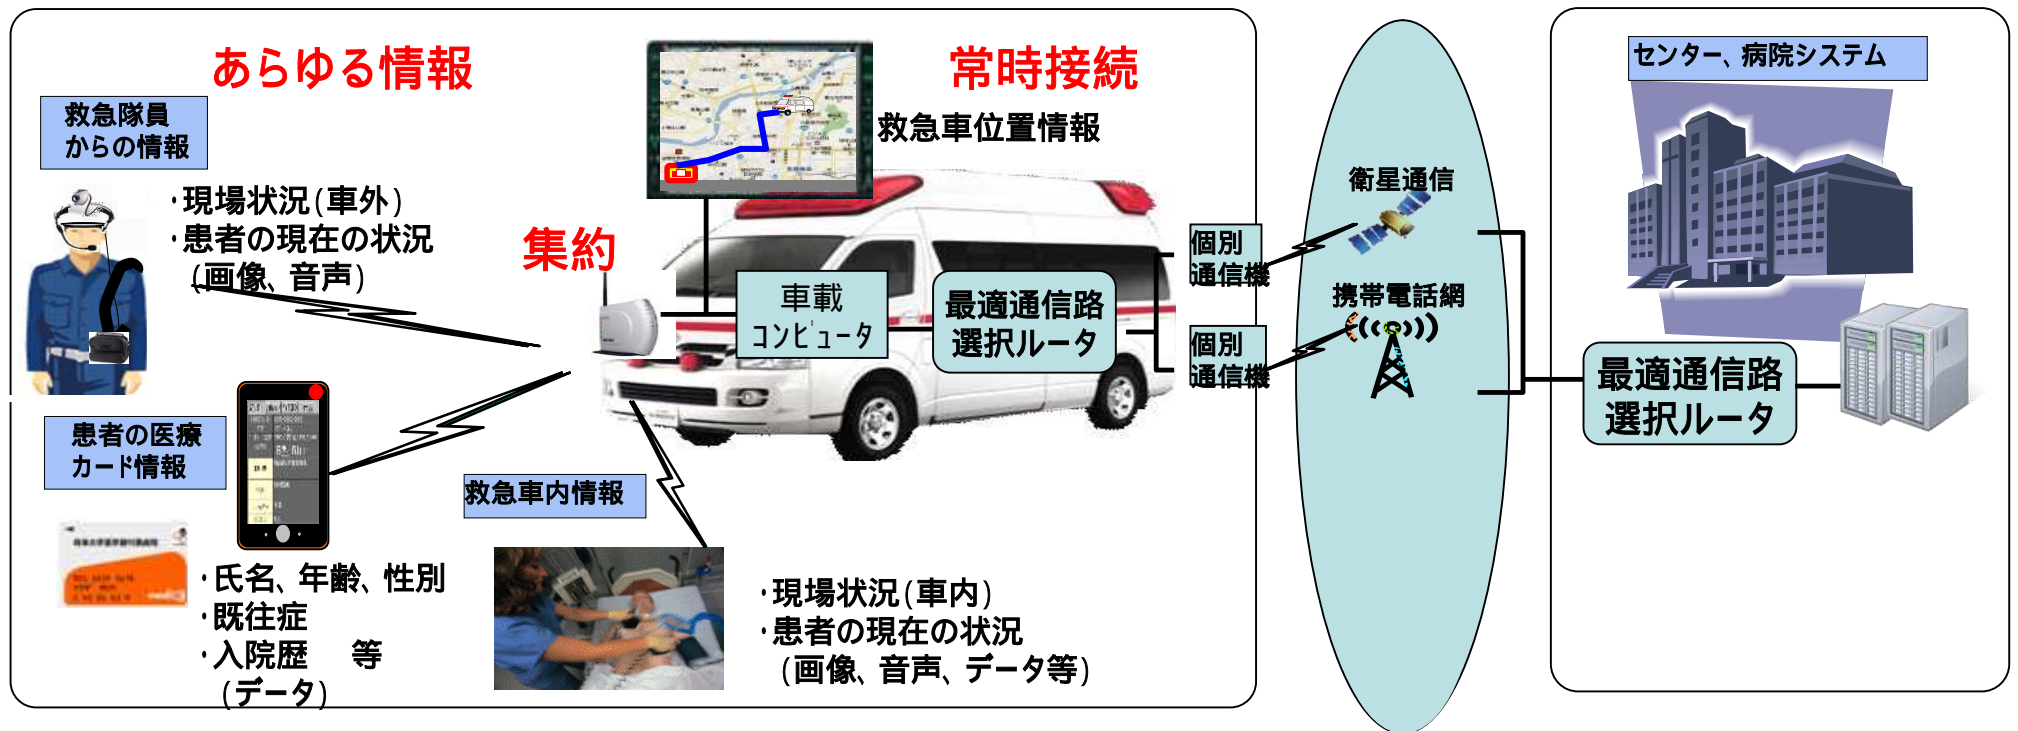 あらゆる情報
常時接続
救急隊員
からの情報
・現場状況(車外)
・患者の現在の状況
(画像、音声)
救急車位置情報
集約
車載
コンピュータ
最適通信路
選択ルータ
個別
通信機
個別
通信機
衛星通信
携帯電話網
センター、病院システム
最適通信路
選択ルータ
患者の医療
カード情報
・氏名、年齢、性別
・既往症
・入院歴　等
(データ)
救急車内情報
・現場状況(車内)
・患者の現在の状況
(画像、音声、データ等)